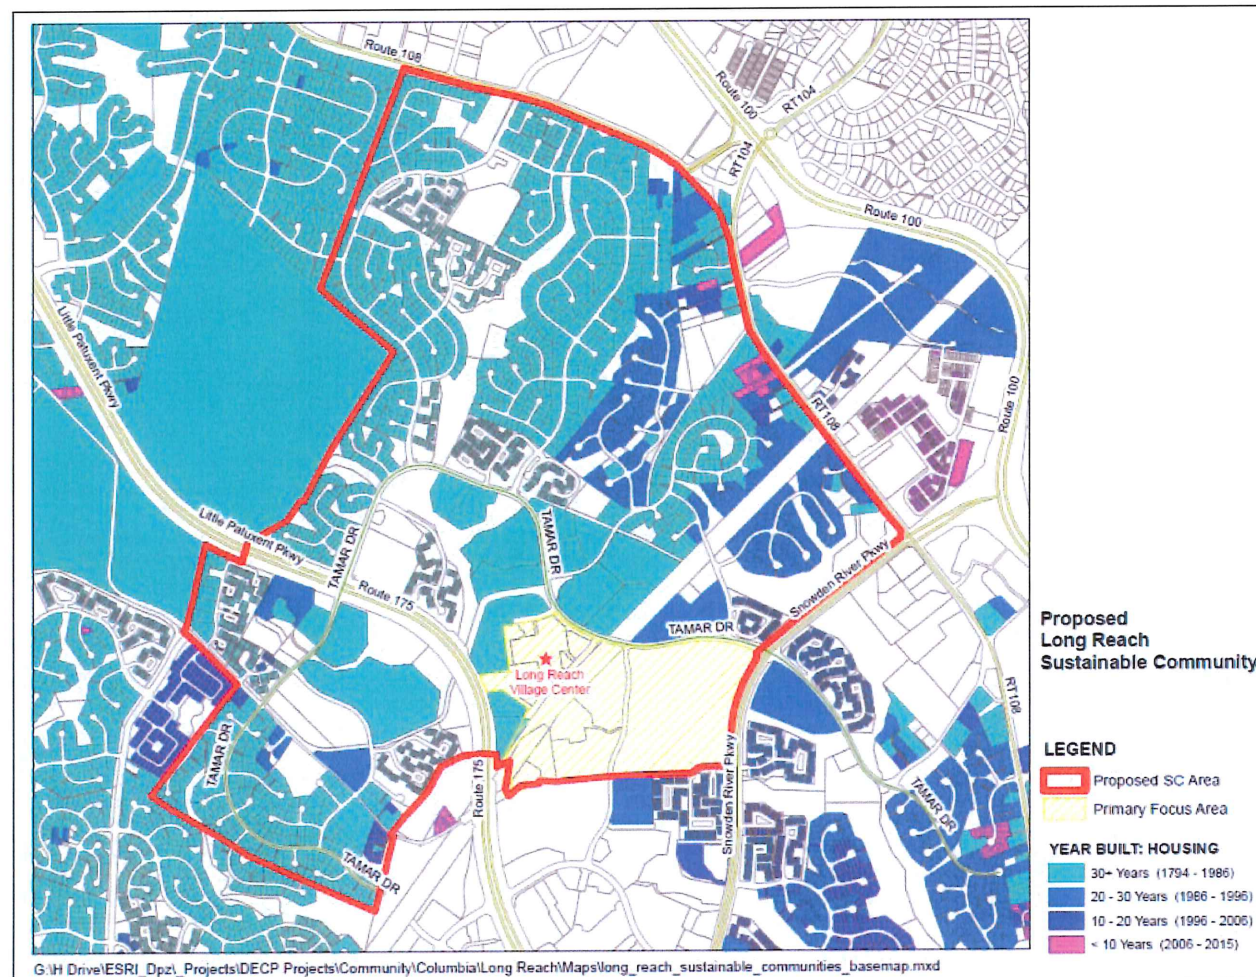 Route 108
Route 100
RT104
RT104
Route 100
Little Patuxent Pkwy
RT108
Route 100
Little Patuxent Pkwy
TAMAR DR
TAMAR DR
Route 175
Snowden River Pkwy
TAMAR DR
Long Reach
Village Center
RT108
TAMAR DR
Route 175
Snowden River Pkwy
TAMAR DR
TAMAR DR
Proposed
Long Reach
Sustainable Community
LEGEND
Proposed SC Area
Primary Focus Area
YEAR BUILT: HOUSING
30+ Years (1794 - 1986)
20 - 30 Years (1986 - 1996)
10 - 20 Years (1996 - 2006)
< 10 Years (2006 - 2015)
G:\H Drive\ESRI_Dpz\_Projects\DECP Projects\Community\Columbia\Long Reach\Maps\long_reach_sustainable_communities_basemap.mxd